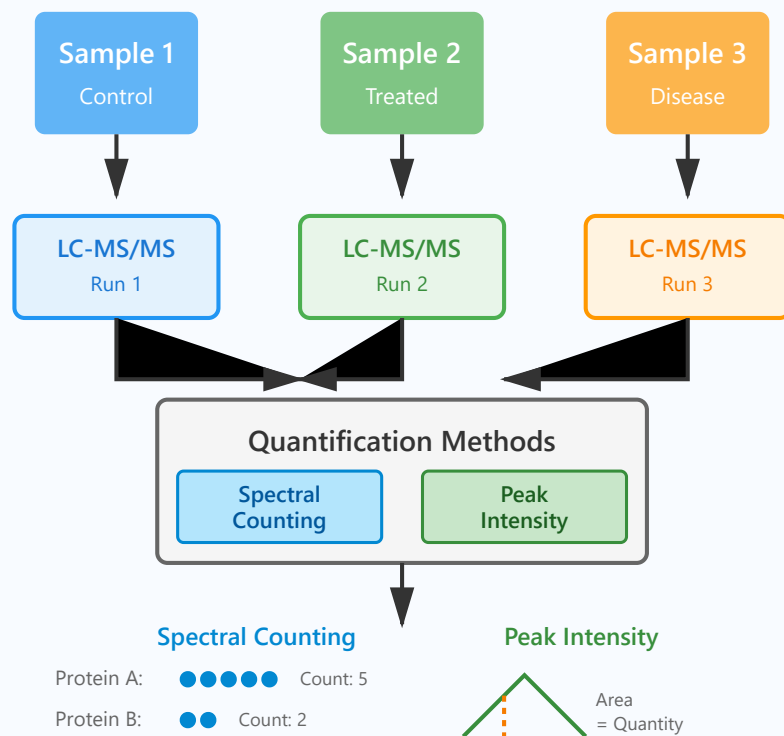 Sample 1
Control
Sample 2
Treated
Sample 3
Disease
LC-MS/MS
Run 1
LC-MS/MS
Run 2
LC-MS/MS
Run 3
Quantification Methods
Spectral
Counting
Peak
Intensity
Spectral Counting
Protein A:
Count: 5
Protein B:
Count: 2
Peak Intensity
Area
= Quantity